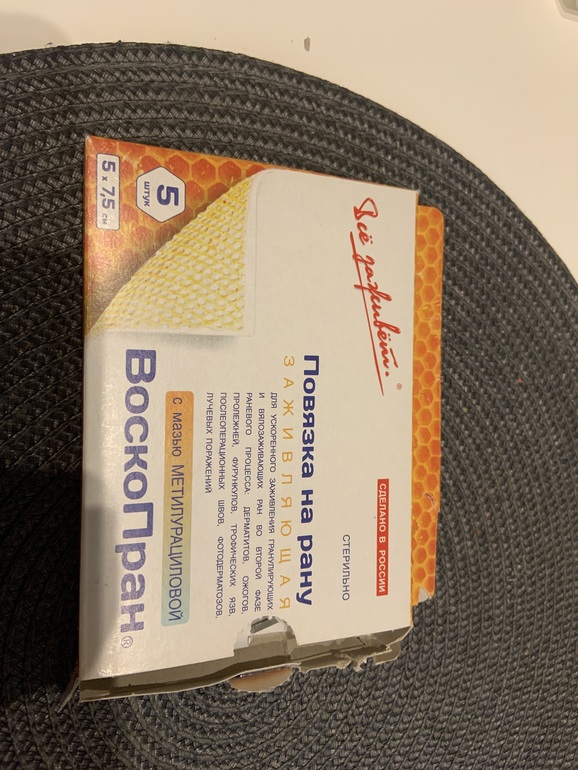 Всё заживёт.®
СДЕЛАНО В РОССИИ
СТЕРИЛЬНО
5
штук
5 х 7,5 см
Повязка на рану
ЗАЖИВЛЯЮЩАЯ
ДЛЯ УСКОРЕННОГО ЗАЖИВЛЕНИЯ ГРАНУЛИРУЮЩИХ
И ВЯЛОЗАЖИВАЮЩИХ РАН ВО ВТОРОЙ ФАЗЕ
РАНЕВОГО ПРОЦЕССА: ДЕРМАТИТОВ, ОЖОГОВ,
ПРОЛЕЖНЕЙ, ФУРУНКУЛОВ, ТРОФИЧЕСКИХ ЯЗВ,
ПОСЛЕОПЕРАЦИОННЫХ ШВОВ, ФОТОДЕРМАТОЗОВ,
ЛУЧЕВЫХ ПОРАЖЕНИЙ
С МАЗЬЮ МЕТИЛУРАЦИЛОВОЙ
ВоскоПран®